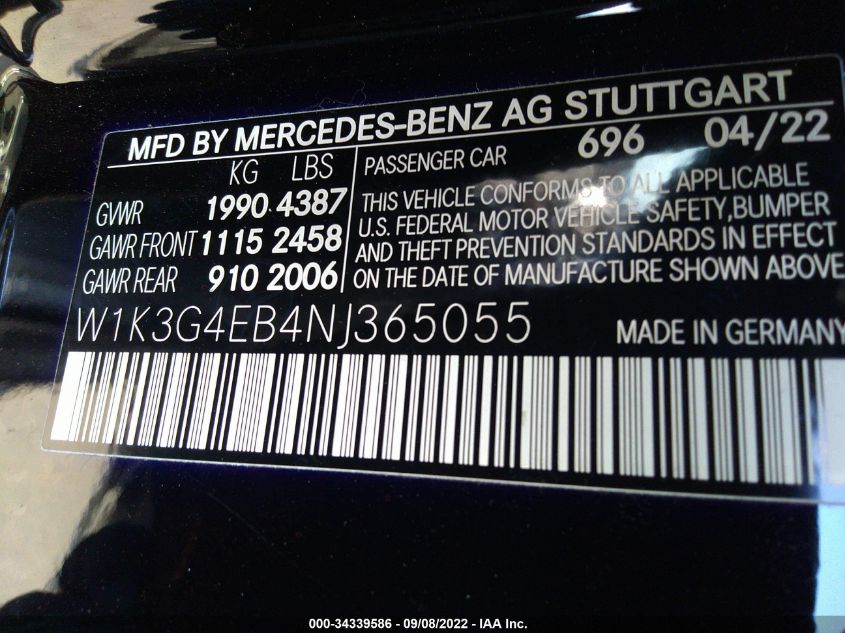 MFD BY MERCEDES-BENZ AG STUTTGART
KG LBS
GVWR 1990 4387
GAWR FRONT 1115 2458
GAWR REAR 910 2006
PASSENGER CAR 696 04/22
THIS VEHICLE CONFORMS TO ALL APPLICABLE
U.S. FEDERAL MOTOR VEHICLE SAFETY, BUMPER
AND THEFT PREVENTION STANDARDS IN EFFECT
ON THE DATE OF MANUFACTURE SHOWN ABOVE.
W1K3G4EB4NJ365055 MADE IN GERMANY
000-34339586 - 09/08/2022 - IAA Inc.